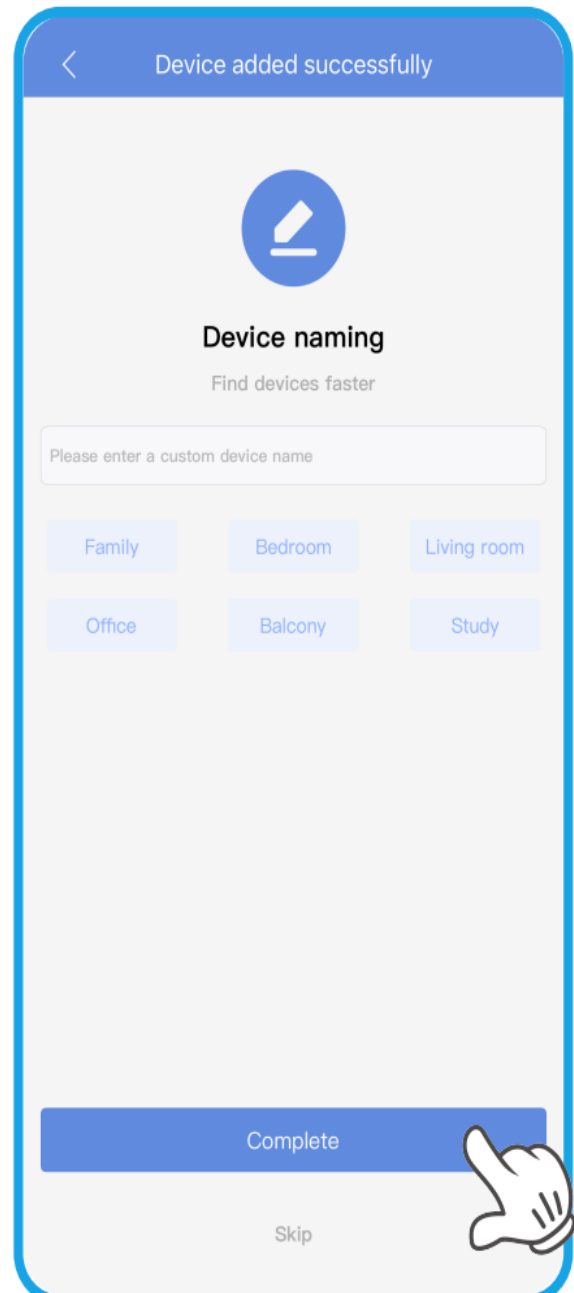 Device added successfully
Device naming
Find devices faster
Please enter a custom device name
Family Bedroom Living room
Office Balcony Study
Complete
Skip